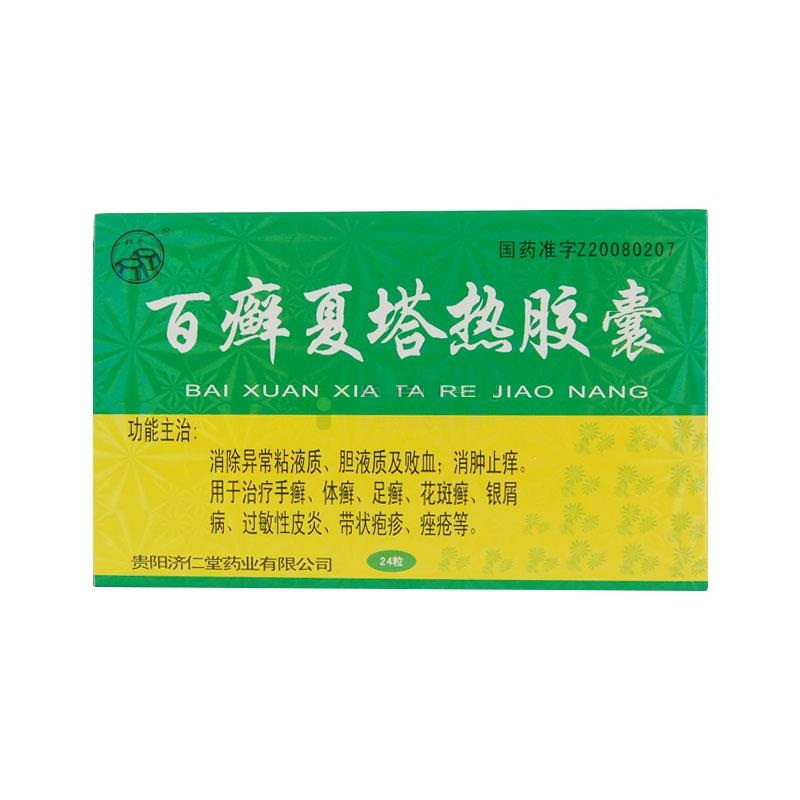 国药准字Z20080207
百癣夏塔热胶囊
BAI XUAN XIA TA RE JIAO NANG
功能主治:
消除异常粘液质、胆液质及败血;消肿止痒。
用于治疗手癣、体癣、足癣、花斑癣、银屑
病、过敏性皮炎、带状疱疹、痤疮等。
贵阳济仁堂药业有限公司
24粒